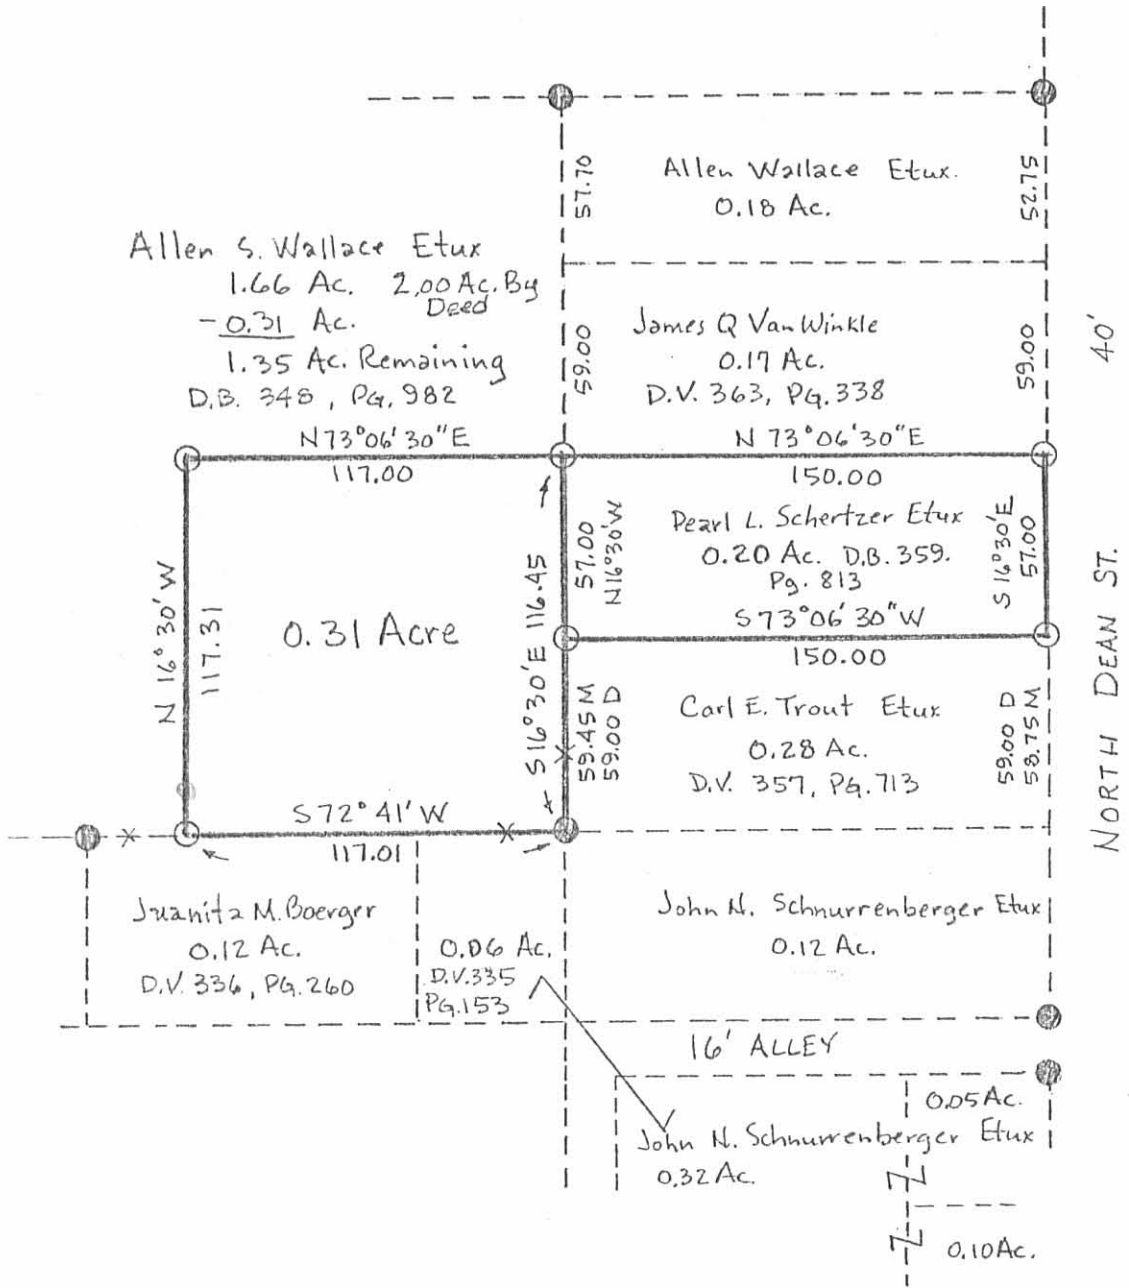 Allen Wallace Etux.
0.18 Ac.
57.70
52.75
Allen S. Wallace Etux
1.66 Ac. 2.00 Ac. By
Deed
- 0.31 Ac.
1.35 Ac. Remaining
D.B. 348, PG. 982
James Q Van Winkle
0.17 Ac.
D.V. 363, PG. 338
59.00
59.00
40'
N 73°06'30"E
117.00
N 73°06'30"E
150.00
Pearl L. Schertzer Etux
0.20 Ac. D.B. 359.
Pg. 813
S 73°06'30"W
150.00
57.00
N16°30'W
S 16°30'E
57.00
N 16°30'W
117.31
0.31 Acre
S16°30'E 116.45
59.45 M
59.00 D
Carl E. Trout Etux
0.28 Ac.
D.V. 357, PG. 713
59.00 D
58.75 M
NORTH DEAN ST.
S 72°41'W
117.01
Juanita M. Boerger
0.12 Ac.
D.V. 336, PG. 260
0.06 Ac.
D.V. 335
PG. 153
John N. Schnurrenberger Etux
0.12 Ac.
16' ALLEY
0.05 Ac.
John N. Schnurrenberger Etux
0.32 Ac.
0.10 Ac.